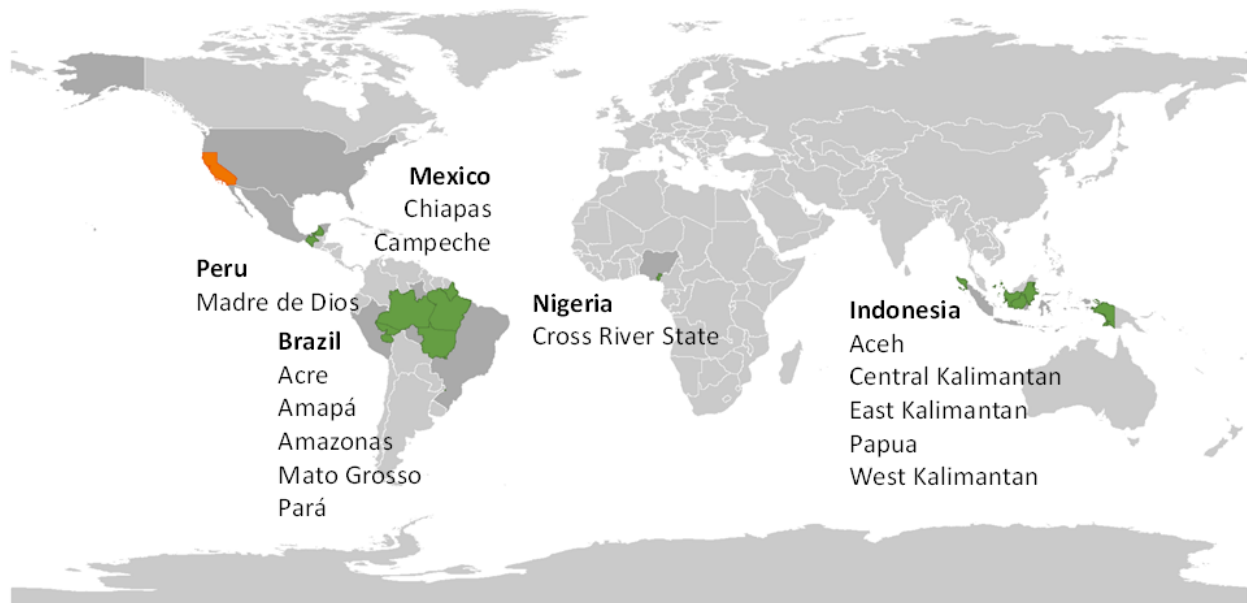 Mexico
Chiapas
Campeche
Peru
Madre de Dios
Brazil
Acre
Amapá
Amazonas
Mato Grosso
Pará
Nigeria
Cross River State
Indonesia
Aceh
Central Kalimantan
East Kalimantan
Papua
West Kalimantan